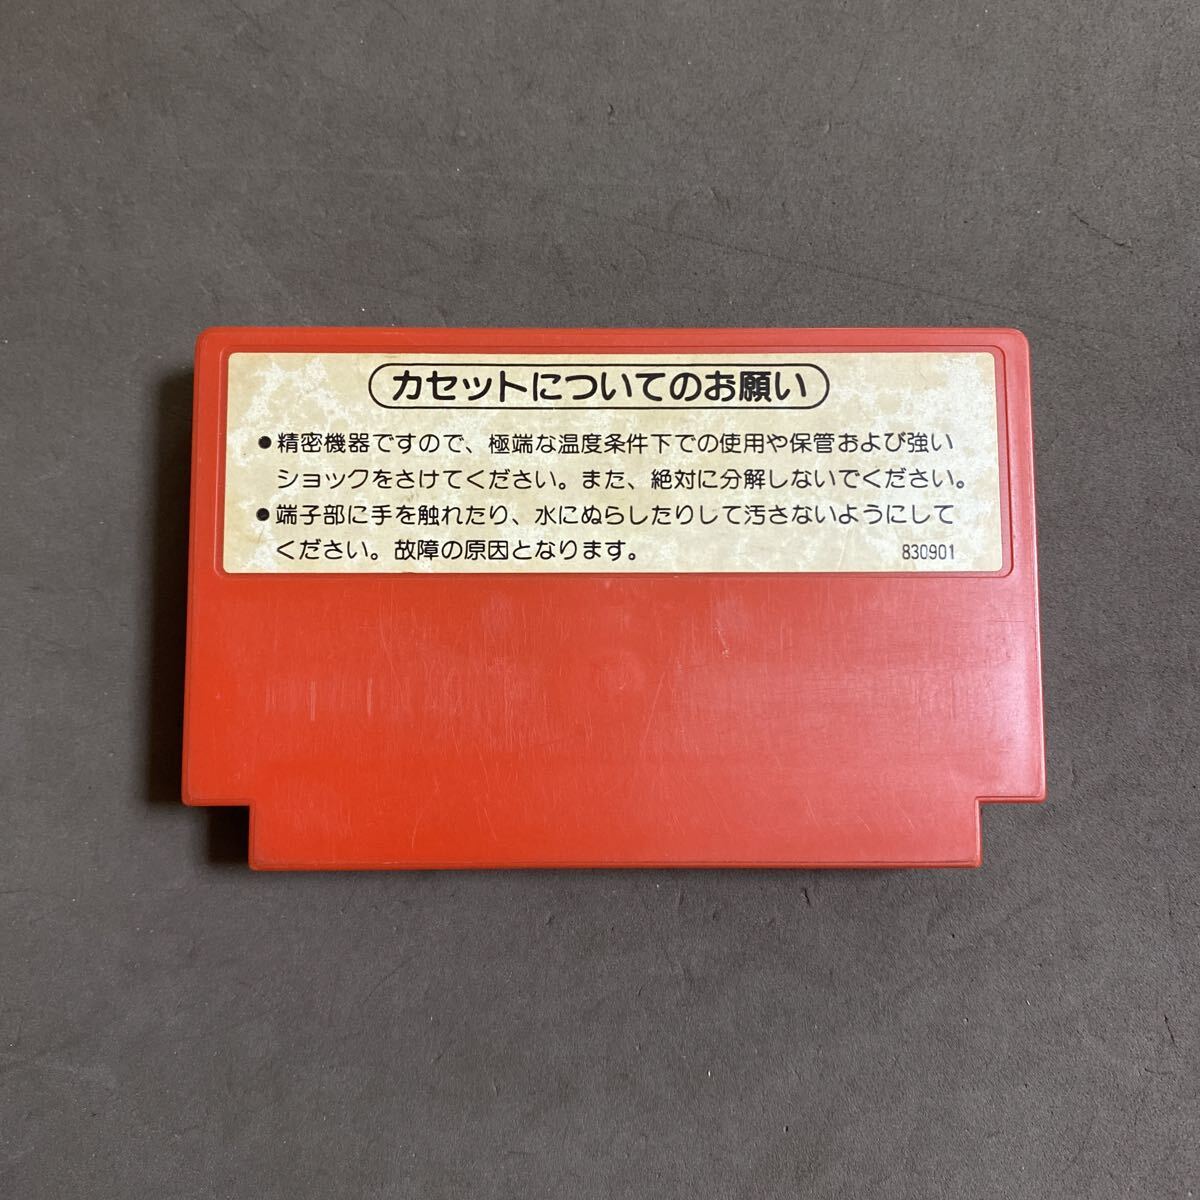 カセットについてのお願い
●精密機器ですので、極端な温度条件下での使用や保管および強い
ショックをさけてください。また、絶対に分解しないでください。
●端子部に手を触れたり、水にぬらしたりして汚さないようにして
ください。故障の原因となります。 830901